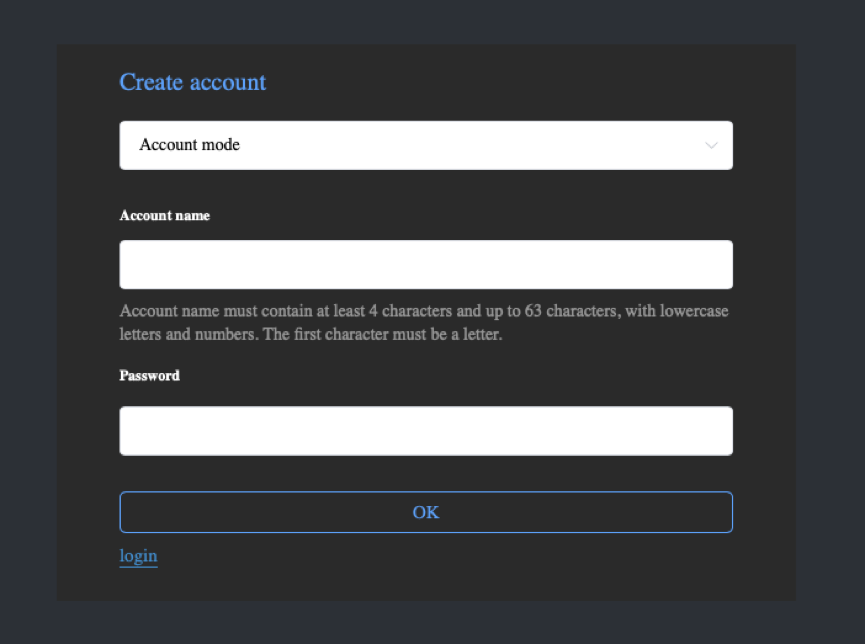 Create account
Account mode
Account name
Account name must contain at least 4 characters and up to 63 characters, with lowercase
letters and numbers. The first character must be a letter.
Password
OK
login